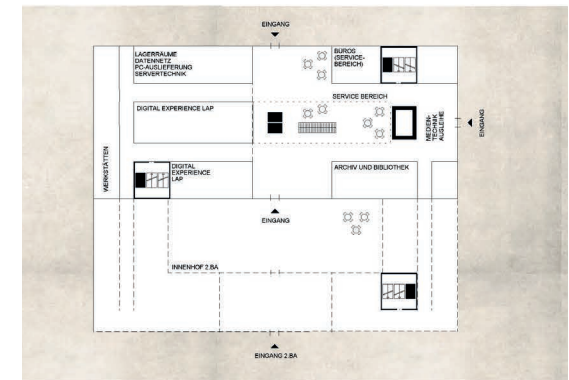 EINGANG
LAGERRÄUME
DATENNETZ
PC-AUSLIEFERUNG
SERVERTECHNIK
BÜROS
(SERVICE-
BEREICH)
SERVICE BEREICH
DIGITAL EXPERIENCE LAP
MEDIEN-
TECHNIK
AUSLEIHE
EINGANG
WERKSTÄTTEN
DIGITAL
EXPERIENCE
LAP
ARCHIV UND BIBLIOTHEK
EINGANG
INNENHOF 2.BA
EINGANG 2.BA